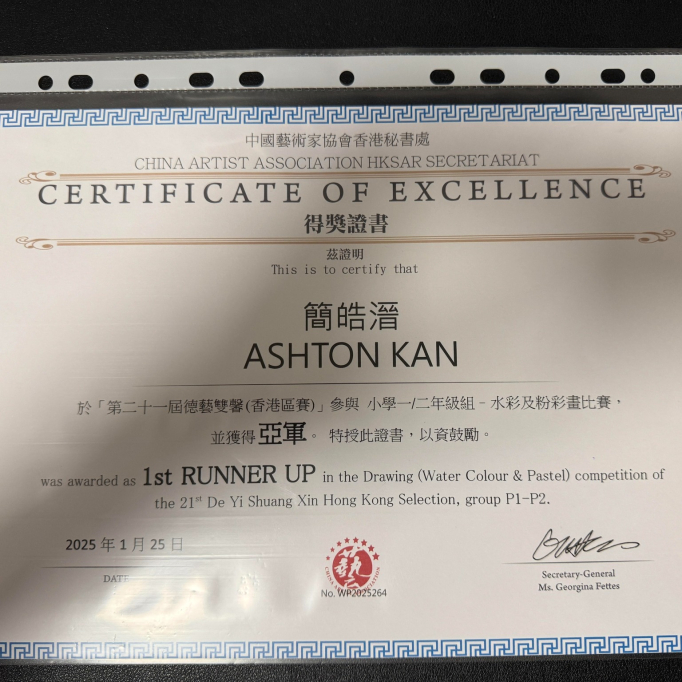 中國藝術家協會香港秘書處
CHINA ARTIST ASSOCIATION HKSAR SECRETARIAT
CERTIFICATE OF EXCELLENCE
得獎證書
茲證明
This is to certify that
簡皓溍
ASHTON KAN
於「第二十一屆德藝雙馨(香港區賽)」參與 小學一/二年級組 - 水彩及粉彩畫比賽，
並獲得 亞軍。 特授此證書，以資鼓勵。
was awarded as 1st RUNNER UP in the Drawing (Water Colour & Pastel) competition of
the 21st De Yi Shuang Xin Hong Kong Selection, group P1-P2.
2025 年 1 月 25 日
DATE
藝
No. WP2025264
Secretary-General
Ms. Georgina Fettes